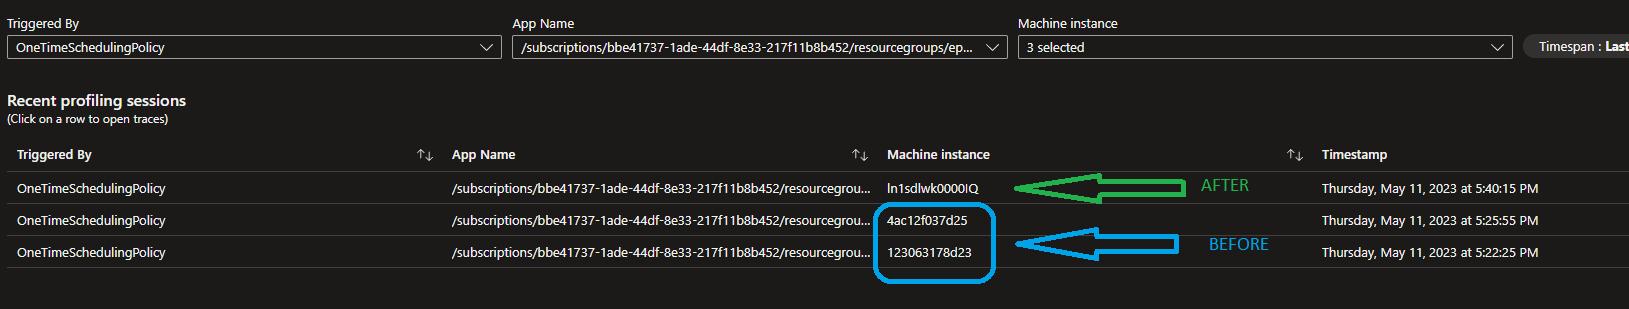 Triggered By App Name Machine instance
OneTimeSchedulingPolicy /subscriptions/bbe41737-1ade-44df-8e33-217f11b8b452/resourcegroups/ep... 3 selected Timespan : Last
Recent profiling sessions
(Click on a row to open traces)
Triggered By App Name Machine instance Timestamp
OneTimeSchedulingPolicy /subscriptions/bbe41737-1ade-44df-8e33-217f11b8b452/resourcegrou... ln1sdlwk0000IQ AFTER Thursday, May 11, 2023 at 5:40:15 PM
OneTimeSchedulingPolicy /subscriptions/bbe41737-1ade-44df-8e33-217f11b8b452/resourcegrou... 4ac12f037d25 Thursday, May 11, 2023 at 5:25:55 PM
OneTimeSchedulingPolicy /subscriptions/bbe41737-1ade-44df-8e33-217f11b8b452/resourcegrou... 123063178d23 BEFORE Thursday, May 11, 2023 at 5:22:25 PM